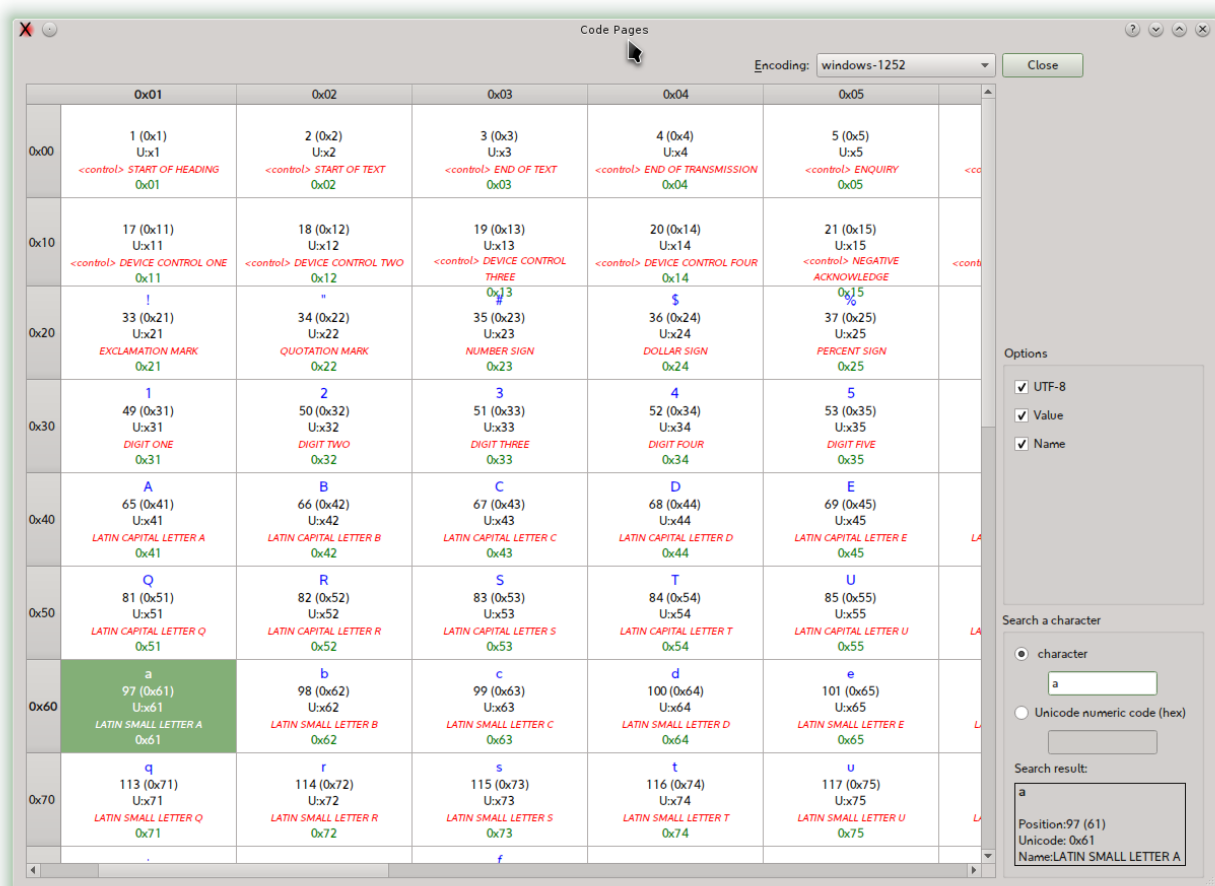 Code Pages
Encoding: windows-1252 Close
0x01 0x02 0x03 0x04 0x05
0x00
1 (0x1) 2 (0x2) 3 (0x3) 4 (0x4) 5 (0x5)
U:x1 U:x2 U:x3 U:x4 U:x5
<control> START OF HEADING <control> START OF TEXT <control> END OF TEXT <control> END OF TRANSMISSION <control> ENQUIRY <co
0x01 0x02 0x03 0x04 0x05
0x10
17 (0x11) 18 (0x12) 19 (0x13) 20 (0x14) 21 (0x15)
U:x11 U:x12 U:x13 U:x14 U:x15
<control> DEVICE CONTROL ONE <control> DEVICE CONTROL TWO <control> DEVICE CONTROL THREE <control> DEVICE CONTROL FOUR <control> NEGATIVE ACKNOWLEDGE <cont
0x11 0x12 0x13 0x14 0x15
0x20
! " # $ %
33 (0x21) 34 (0x22) 35 (0x23) 36 (0x24) 37 (0x25)
U:x21 U:x22 U:x23 U:x24 U:x25
EXCLAMATION MARK QUOTATION MARK NUMBER SIGN DOLLAR SIGN PERCENT SIGN
0x21 0x22 0x23 0x24 0x25
0x30
1 2 3 4 5
49 (0x31) 50 (0x32) 51 (0x33) 52 (0x34) 53 (0x35)
U:x31 U:x32 U:x33 U:x34 U:x35
DIGIT ONE DIGIT TWO DIGIT THREE DIGIT FOUR DIGIT FIVE
0x31 0x32 0x33 0x34 0x35
0x40
A B C D E
65 (0x41) 66 (0x42) 67 (0x43) 68 (0x44) 69 (0x45)
U:x41 U:x42 U:x43 U:x44 U:x45
LATIN CAPITAL LETTER A LATIN CAPITAL LETTER B LATIN CAPITAL LETTER C LATIN CAPITAL LETTER D LATIN CAPITAL LETTER E LA
0x41 0x42 0x43 0x44 0x45
0x50
Q R S T U
81 (0x51) 82 (0x52) 83 (0x53) 84 (0x54) 85 (0x55)
U:x51 U:x52 U:x53 U:x54 U:x55
LATIN CAPITAL LETTER Q LATIN CAPITAL LETTER R LATIN CAPITAL LETTER S LATIN CAPITAL LETTER T LATIN CAPITAL LETTER U LA
0x51 0x52 0x53 0x54 0x55
0x60
a b c d e
97 (0x61) 98 (0x62) 99 (0x63) 100 (0x64) 101 (0x65)
U:x61 U:x62 U:x63 U:x64 U:x65
LATIN SMALL LETTER A LATIN SMALL LETTER B LATIN SMALL LETTER C LATIN SMALL LETTER D LATIN SMALL LETTER E L
0x61 0x62 0x63 0x64 0x65
0x70
q r s t u
113 (0x71) 114 (0x72) 115 (0x73) 116 (0x74) 117 (0x75)
U:x71 U:x72 U:x73 U:x74 U:x75
LATIN SMALL LETTER Q LATIN SMALL LETTER R LATIN SMALL LETTER S LATIN SMALL LETTER T LATIN SMALL LETTER U LA
0x71 0x72 0x73 0x74 0x75
Options
UTF-8
Value
Name
Search a character
character
a
Unicode numeric code (hex)
Search result:
a
Position:97 (61)
Unicode: 0x61
Name:LATIN SMALL LETTER A